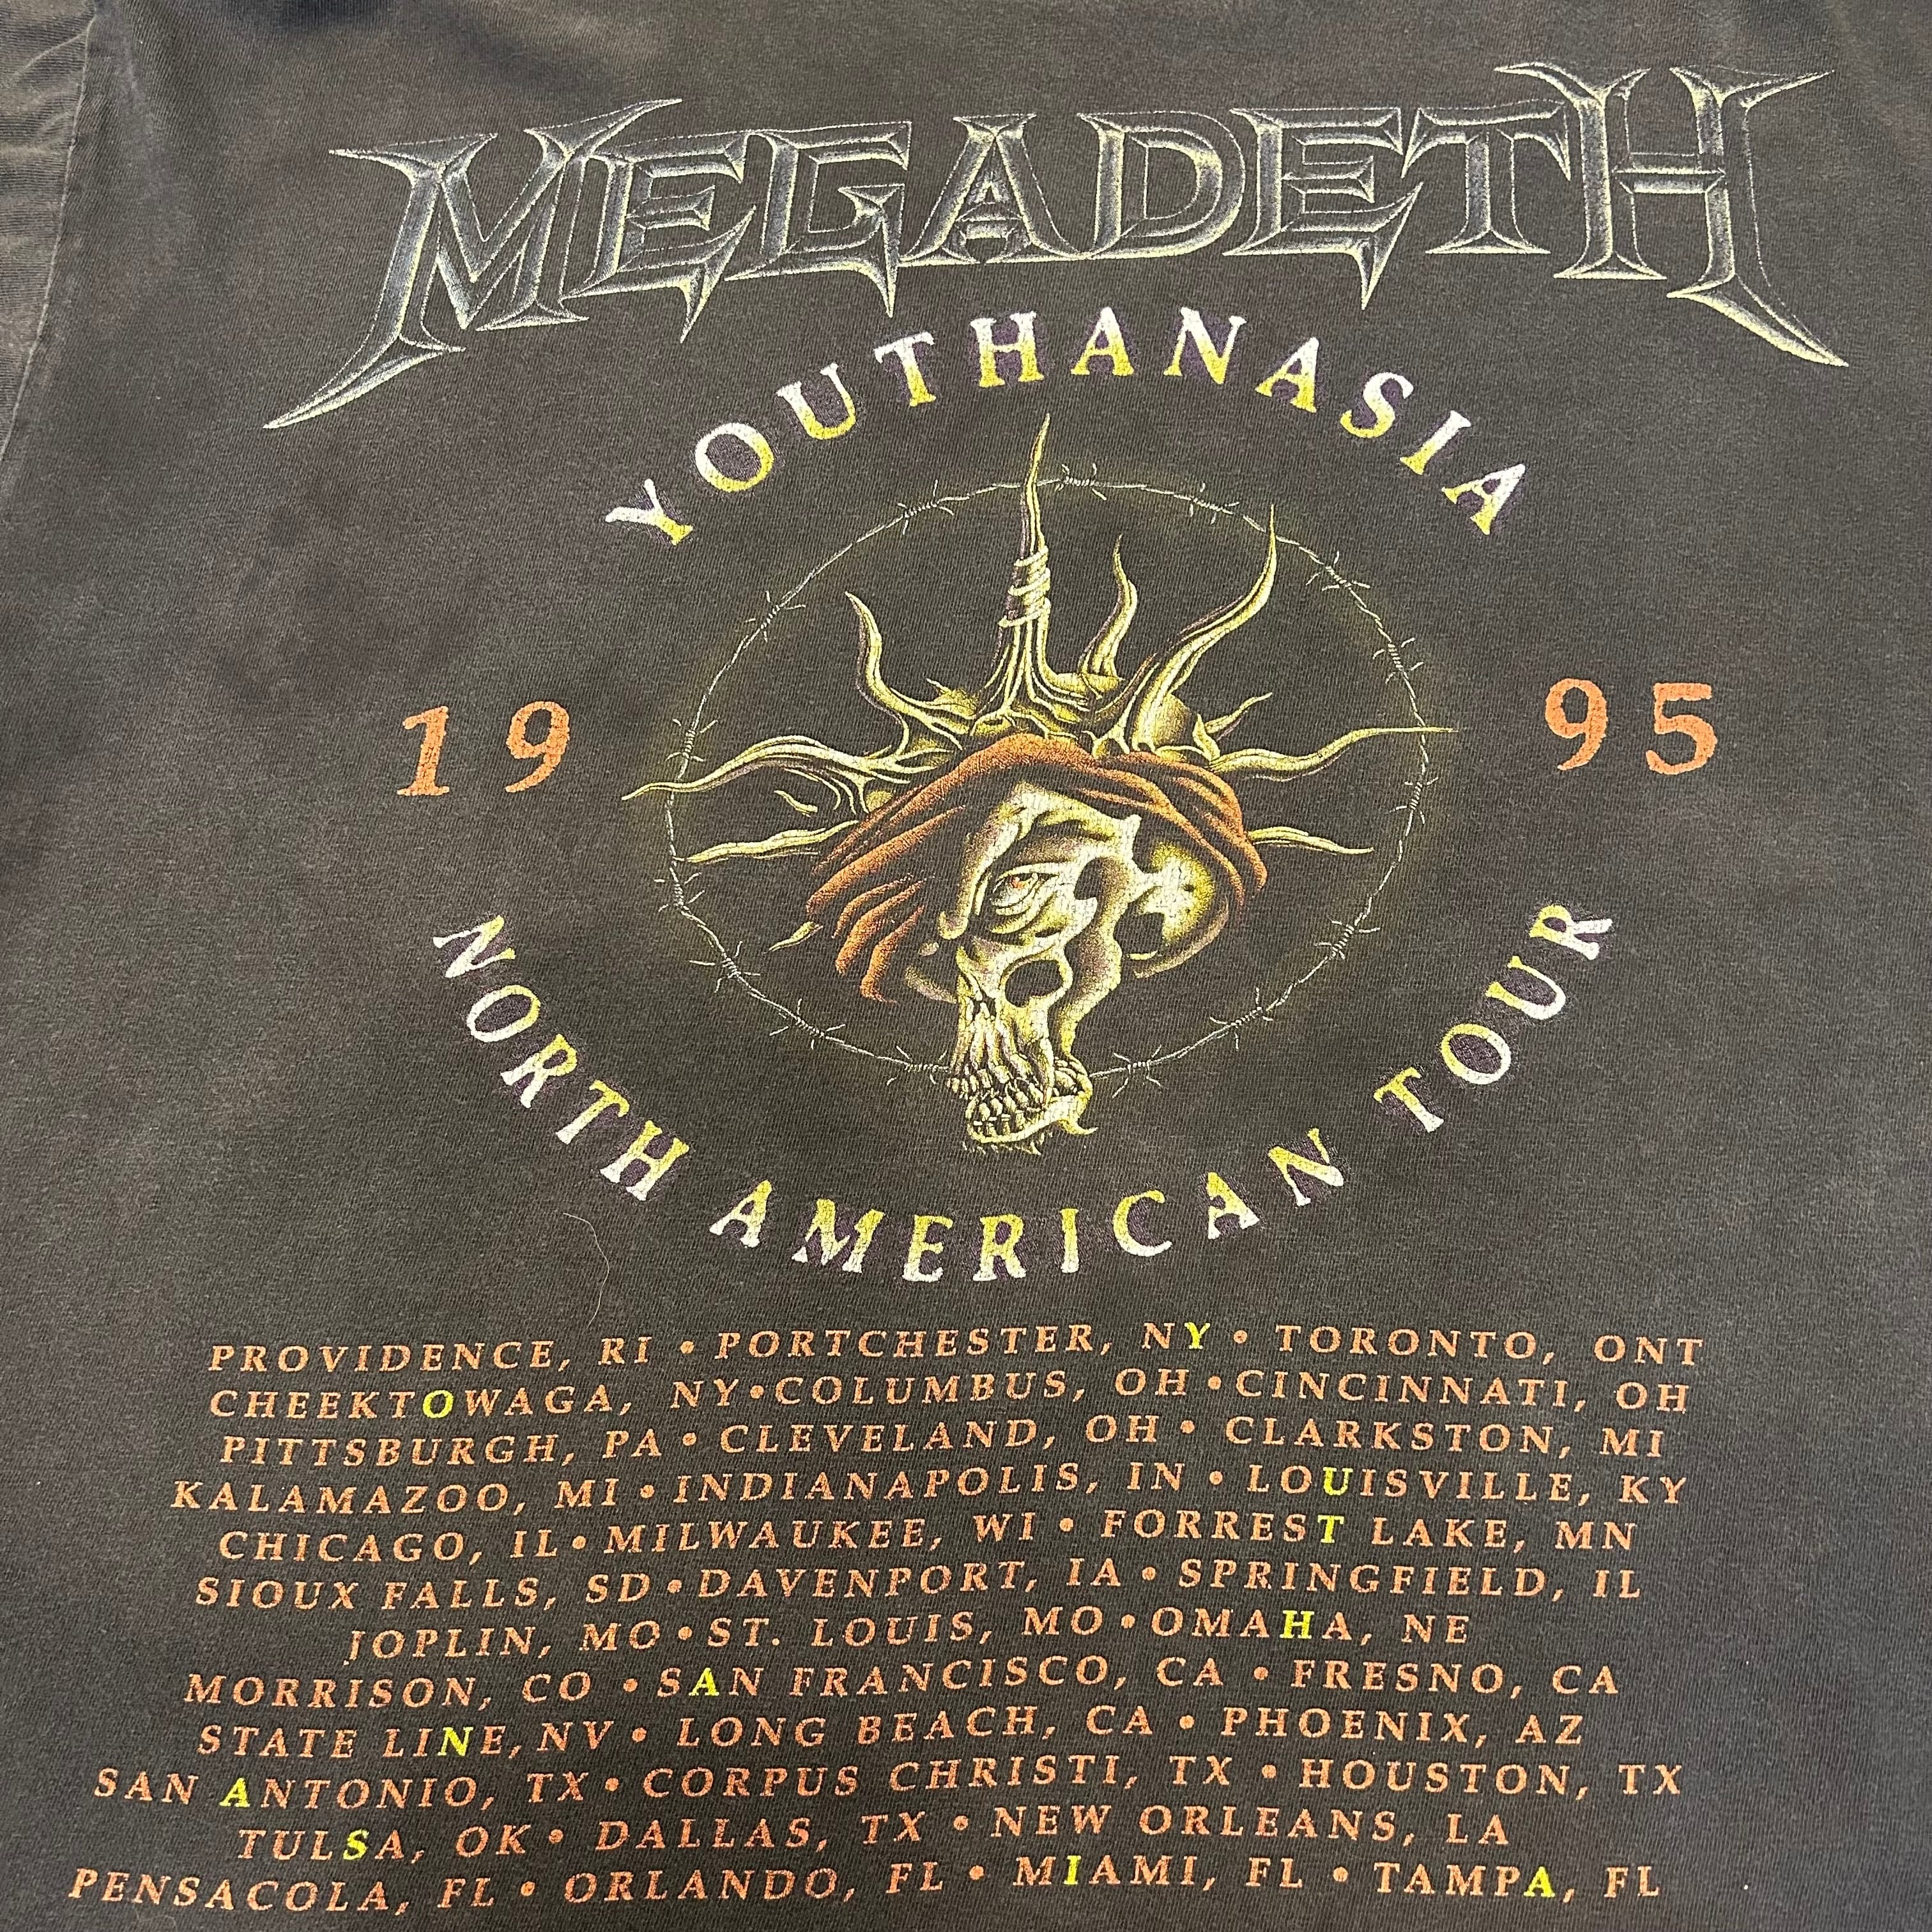 MEGADETH
YOUTHANASIA
1995
NORTH AMERICAN TOUR
PROVIDENCE, RI • PORTCHESTER, NY • TORONTO, ONT
CHEEKTOWAGA, NY • COLUMBUS, OH • CINCINNATI, OH
PITTSBURGH, PA • CLEVELAND, OH • CLARKSTON, MI
KALAMAZOO, MI • INDIANAPOLIS, IN • LOUISVILLE, KY
CHICAGO, IL • MILWAUKEE, WI • FORREST LAKE, MN
SIOUX FALLS, SD • DAVENPORT, IA • SPRINGFIELD, IL
JOPLIN, MO • ST. LOUIS, MO • OMAHA, NE
MORRISON, CO • SAN FRANCISCO, CA • FRESNO, CA
STATE LINE, NV • LONG BEACH, CA • PHOENIX, AZ
SAN ANTONIO, TX • CORPUS CHRISTI, TX • HOUSTON, TX
TULSA, OK • DALLAS, TX • NEW ORLEANS, LA
PENSACOLA, FL • ORLANDO, FL • MIAMI, FL • TAMPA, FL